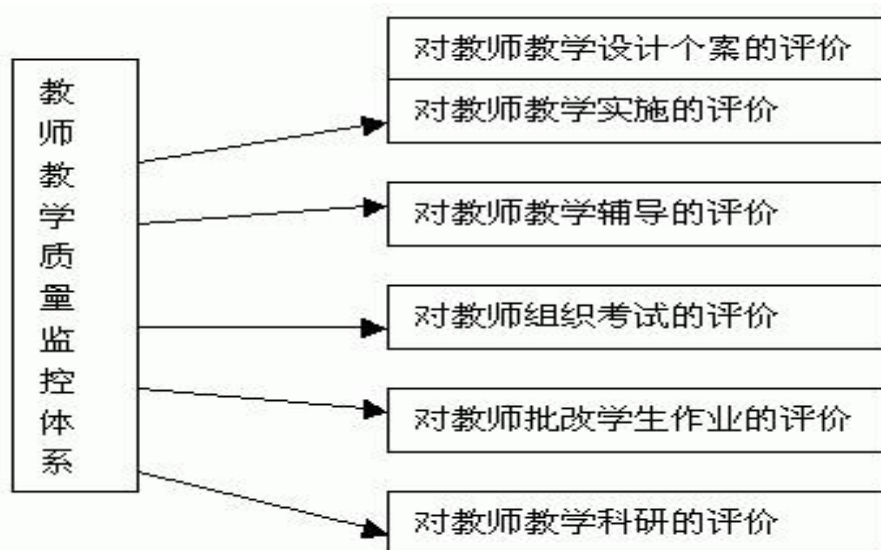 教师教学质量监控体系
对教师教学设计个案的评价
对教师教学实施的评价
对教师教学辅导的评价
对教师组织考试的评价
对教师批改学生作业的评价
对教师教学科研的评价